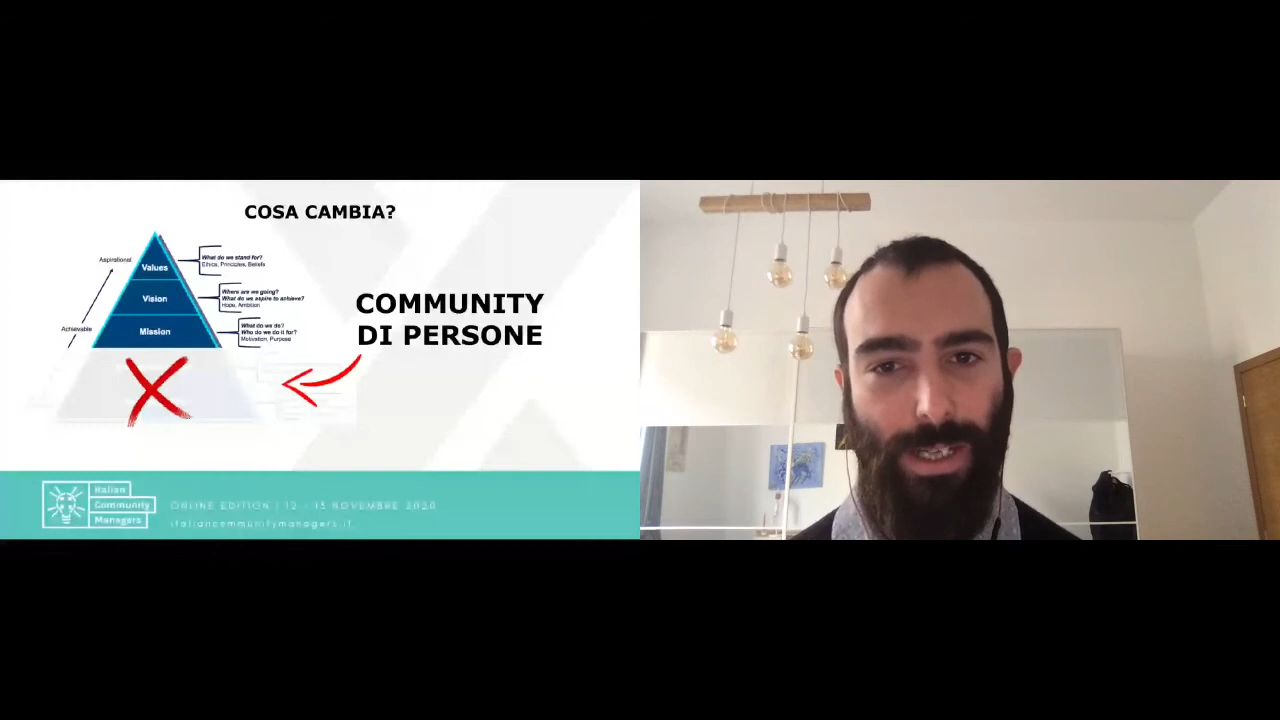 COSA CAMBIA?
Aspirational
Values
What do we stand for?
Ethics, Principles, Beliefs
Vision
Where are we going?
What do we aspire to achieve?
Hope, Ambition
Achievable
Mission
What do we do?
Who do we do it for?
Motivation, Purpose
COMMUNITY
DI PERSONE
Italian
Community
Managers
ONLINE EDITION | 12 - 15 NOVEMBRE 2020
italiancommunitymanagers.it